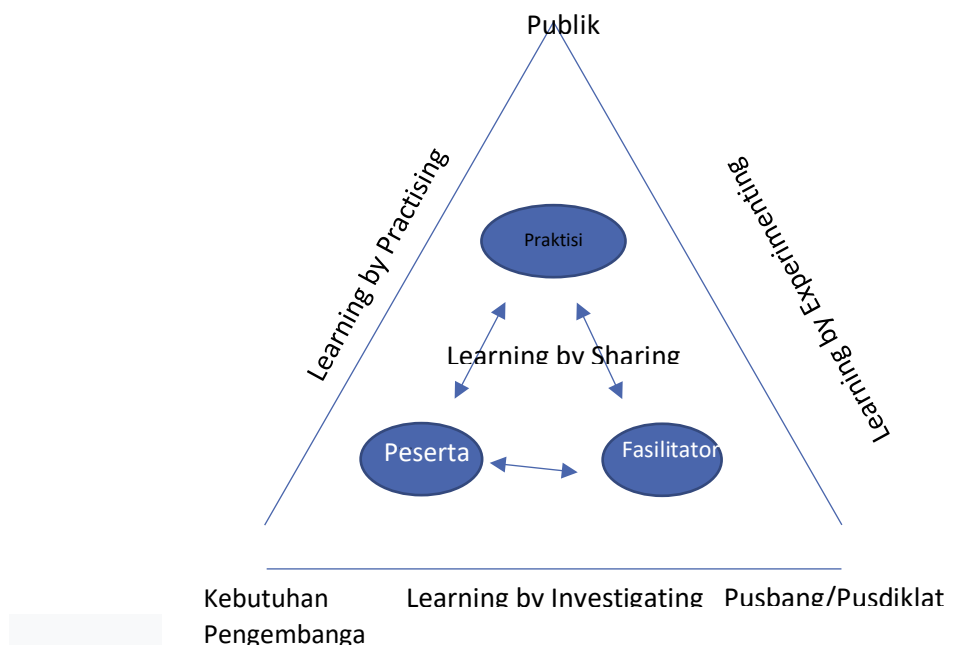 Publik
Learning by Practising
Learning by Experimenting
Praktisi
Learning by Sharing
Peserta
Fasilitator
Kebutuhan
Pengembanga
Learning by Investigating
Pusbang/Pusdiklat